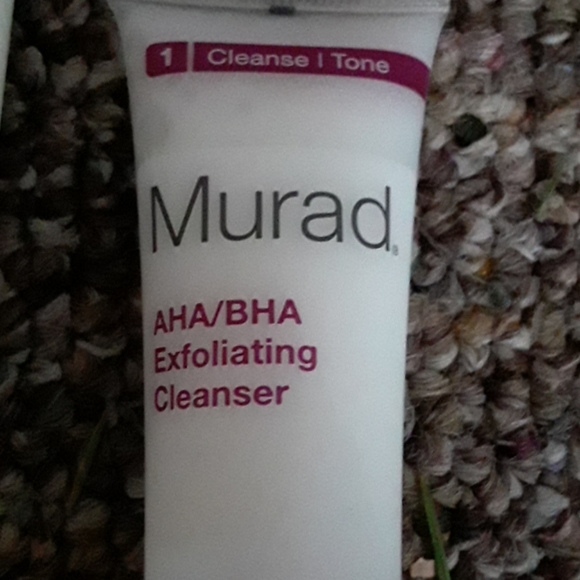 1 Cleanse | Tone
Murad®
AHA/BHA
Exfoliating
Cleanser